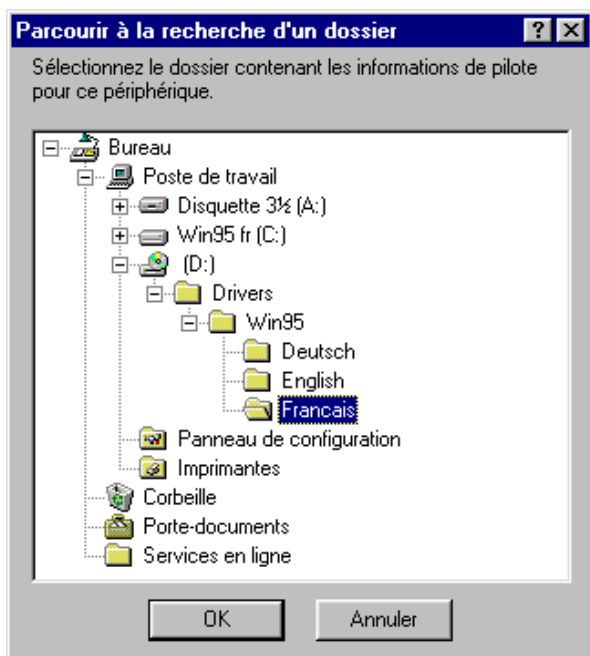 Parcourir à la recherche d'un dossier
Sélectionnez le dossier contenant les informations de pilote
pour ce périphérique.
Bureau
Poste de travail
Disquette 3½ (A:)
Win95 fr (C:)
(D:)
Drivers
Win95
Deutsch
English
Francais
Panneau de configuration
Imprimantes
Corbeille
Porte-documents
Services en ligne
OK Annuler